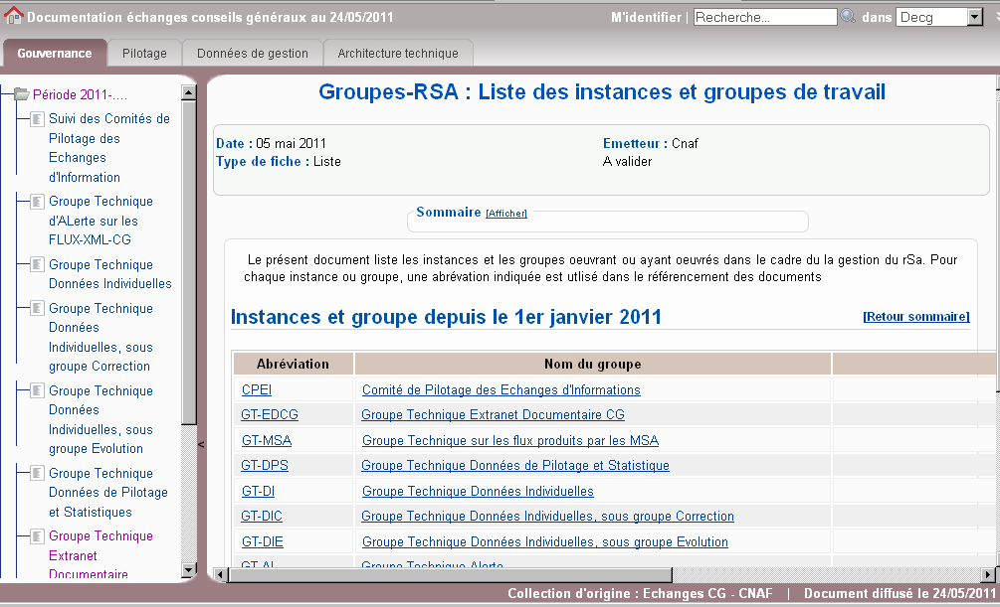 Documentation échanges conseils généraux au 24/05/2011
M'identifier | Recherche... dans Decg
Gouvernance Pilotage Données de gestion Architecture technique
Période 2011-....
Suivi des Comités de
Pilotage des
Echanges
d'Information
Groupe Technique
d'ALerte sur les
FLUX-XML-CG
Groupe Technique
Données Individuelles
Groupe Technique
Données
Individuelles, sous
groupe Correction
Groupe Technique
Données
Individuelles, sous
groupe Evolution
Groupe Technique
Données de Pilotage
et Statistiques
Groupe Technique
Extranet
Documentaire
<
Groupes-RSA : Liste des instances et groupes de travail
Date : 05 mai 2011 Emetteur : Cnaf
Type de fiche : Liste A valider
Sommaire [Afficher]
Le présent document liste les instances et les groupes oeuvrant ou ayant oeuvrés dans le cadre du la gestion du rSa. Pour
chaque instance ou groupe, une abrévation indiquée est utlisé dans le référencement des documents
Instances et groupe depuis le 1er janvier 2011 [Retour sommaire]
Abréviation Nom du groupe
CPEI Comité de Pilotage des Echanges d'Informations
GT-EDCG Groupe Technique Extranet Documentaire CG
GT-MSA Groupe Technique sur les flux produits par les MSA
GT-DPS Groupe Technique Données de Pilotage et Statistique
GT-DI Groupe Technique Données Individuelles
GT-DIC Groupe Technique Données Individuelles, sous groupe Correction
GT-DIE Groupe Technique Données Individuelles, sous groupe Evolution
GT-AL Groupe Technique Alerte
Collection d'origine : Echanges CG - CNAF | Document diffusé le 24/05/2011